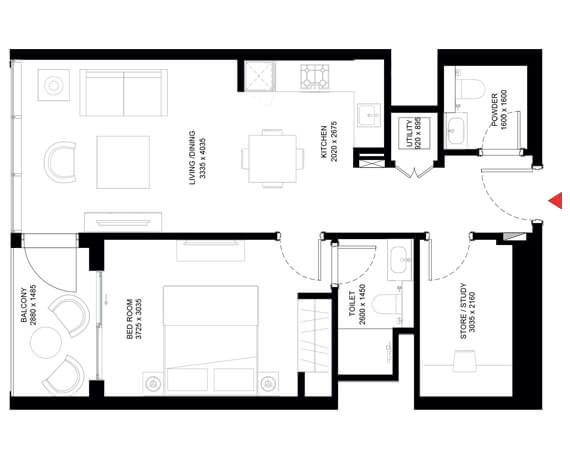 LIVING /DINING
3335 x 4035
KITCHEN
2020 x 2675
UTILITY
920 x 895
POWDER
1600 x 1600
BALCONY
2880 x 1485
BED ROOM
3725 x 3035
TOILET
2600 x 1450
STORE / STUDY
3035 x 2160